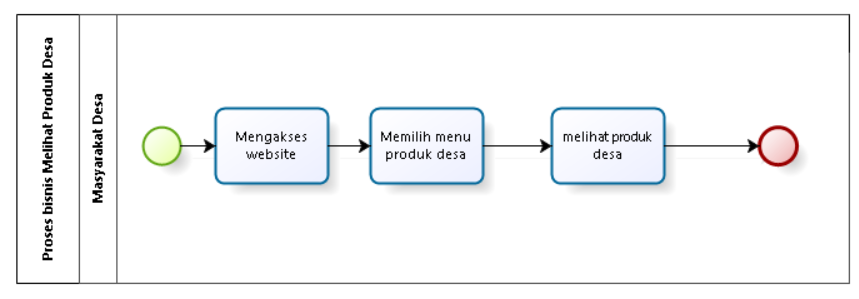 Proses bisnis Melihat Produk Desa
Masyarakat Desa
Mengakses
website
Memilih menu
produk desa
melihat produk
desa